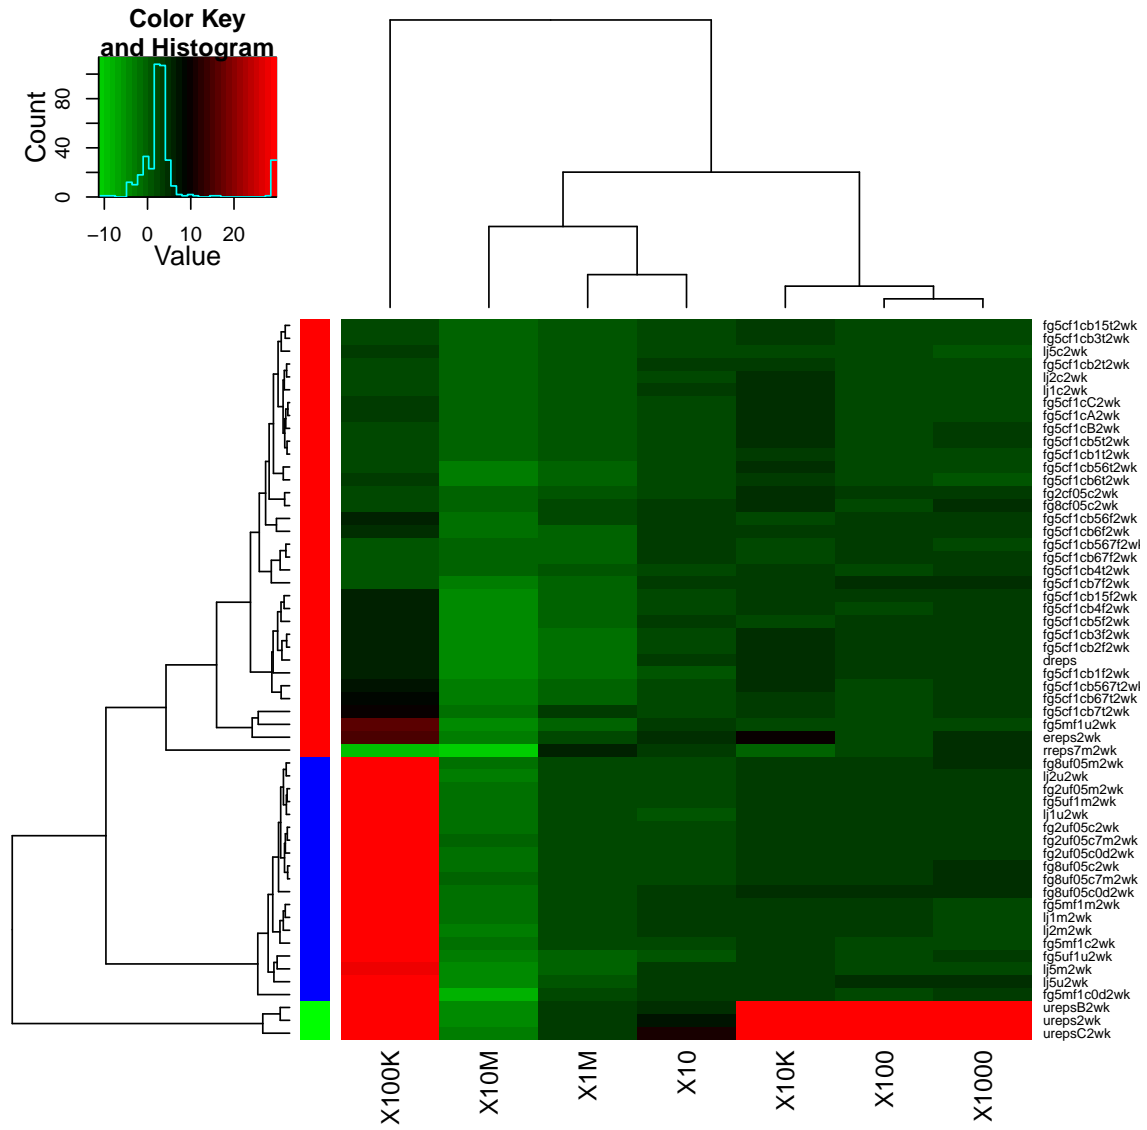 Color Key
and Histogram
Count
0
40
80
−10
0
10
20
Value
fg5cf1cb15t2wk
fg5cf1cb3t2wk
lj5c2wk
fg5cf1cb2t2wk
lj2c2wk
lj1c2wk
fg5cf1cC2wk
fg5cf1cA2wk
fg5cf1cB2wk
fg5cf1cb5t2wk
fg5cf1cb1t2wk
fg5cf1cb56t2wk
fg5cf1cb6t2wk
fg2cf05c2wk
fg8cf05c2wk
fg5cf1cb56f2wk
fg5cf1cb6f2wk
fg5cf1cb567f2wl
fg5cf1cb67f2wk
fg5cf1cb4t2wk
fg5cf1cb7f2wk
fg5cf1cb15f2wk
fg5cf1cb4f2wk
fg5cf1cb5f2wk
fg5cf1cb3f2wk
fg5cf1cb2f2wk
dreps
fg5cf1cb1f2wk
fg5cf1cb567t2wl
fg5cf1cb67t2wk
fg5cf1cb7t2wk
fg5mf1u2wk
ereps2wk
rreps7m2wk
fg8uf05m2wk
lj2u2wk
fg2uf05m2wk
fg5uf1m2wk
lj1u2wk
fg2uf05c2wk
fg2uf05c7m2wk
fg2uf05c0d2wk
fg8uf05c2wk
fg8uf05c7m2wk
fg8uf05c0d2wk
fg5mf1m2wk
lj1m2wk
lj2m2wk
fg5mf1c2wk
fg5uf1u2wk
lj5m2wk
lj5u2wk
fg5mf1c0d2wk
urepsB2wk
ureps2wk
urepsC2wk
X100K
X10M
X1M
X10
X10K
X100
X1000